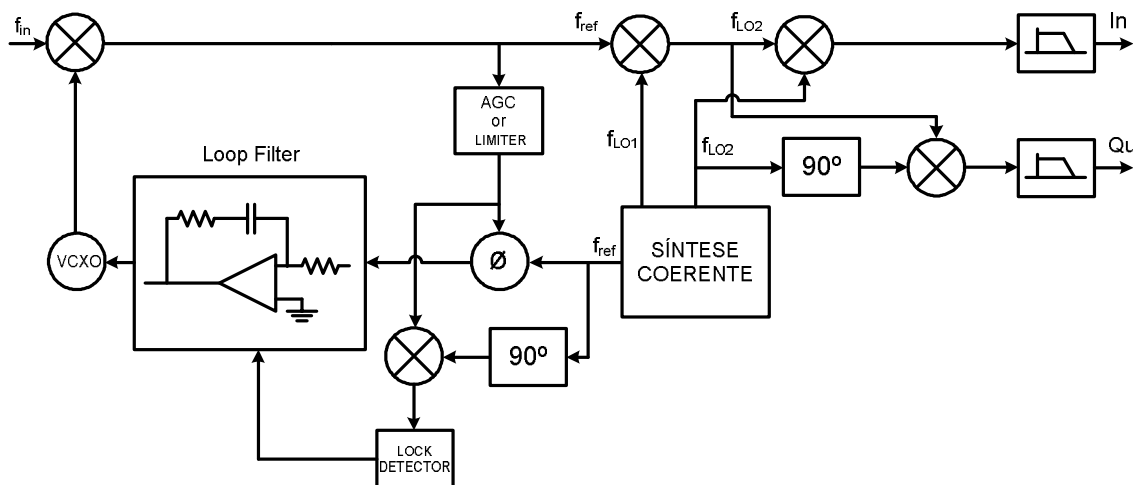 fin
fref
fLO2
In
AGC
or
LIMITER
fLO1
fLO2
90º
Qu
Loop Filter
VCXO
Ø
fref
SÍNTESE
COERENTE
90º
LOCK
DETECTOR